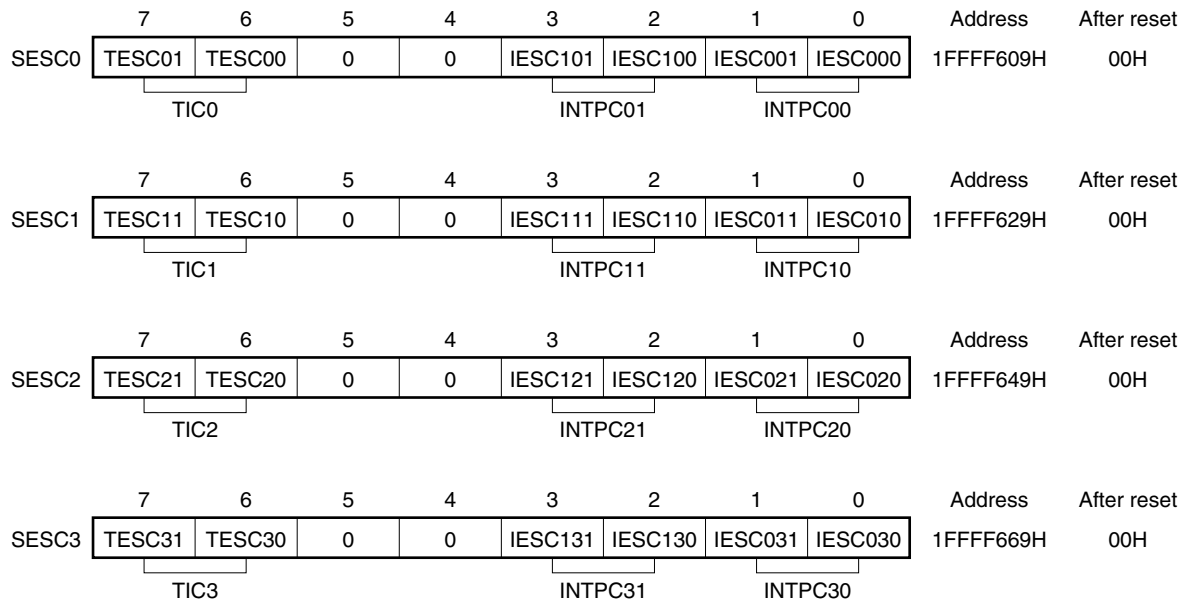 7 6 5 4 3 2 1 0 Address After reset
SESC0 TESC01 TESC00 0 0 IESC101 IESC100 IESC001 IESC000 1FFFF609H 00H
TIC0 INTPC01 INTPC00
7 6 5 4 3 2 1 0 Address After reset
SESC1 TESC11 TESC10 0 0 IESC111 IESC110 IESC011 IESC010 1FFFF629H 00H
TIC1 INTPC11 INTPC10
7 6 5 4 3 2 1 0 Address After reset
SESC2 TESC21 TESC20 0 0 IESC121 IESC120 IESC021 IESC020 1FFFF649H 00H
TIC2 INTPC21 INTPC20
7 6 5 4 3 2 1 0 Address After reset
SESC3 TESC31 TESC30 0 0 IESC131 IESC130 IESC031 IESC030 1FFFF669H 00H
TIC3 INTPC31 INTPC30